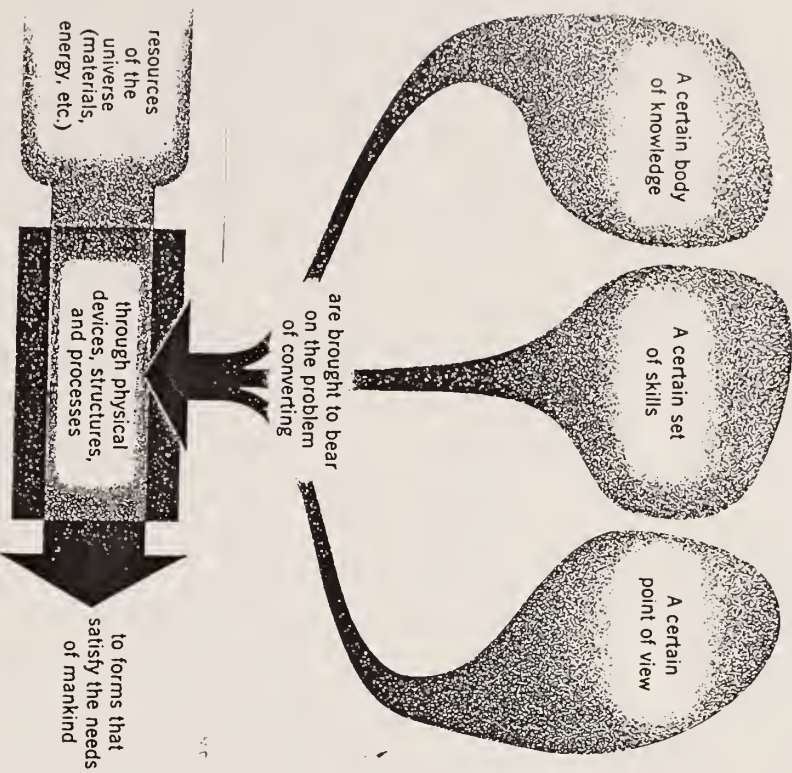 A certain body
of knowledge
A certain set
of skills
A certain
point of view
are brought to bear
on the problem
of converting
resources
of the
universe
(materials,
energy, etc.)
through physical
devices, structures,
and processes
to forms that
satisfy the needs
of mankind